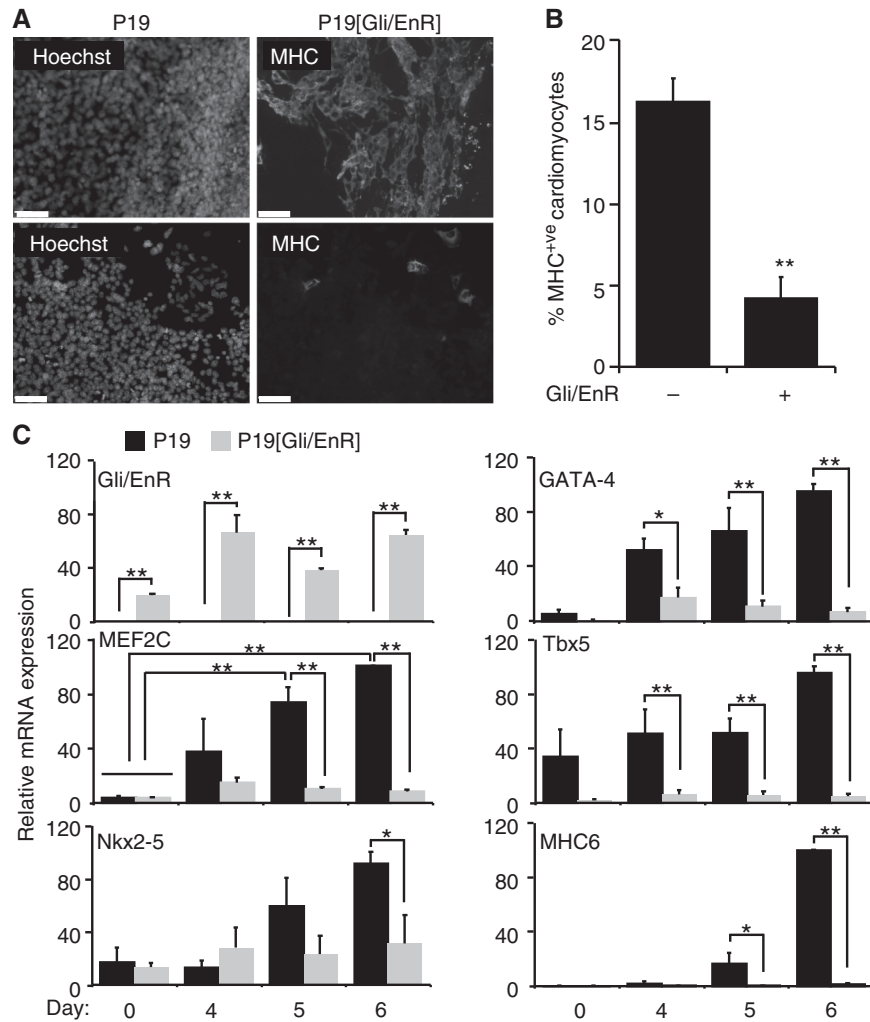 A
P19
P19[Gli/EnR]
Hoechst
MHC
Hoechst
MHC
B
20
15
10
5
0
% MHC+ve cardiomyocytes
**
Gli/EnR
–
+
C
P19
P19[Gli/EnR]
Relative mRNA expression
120
80
40
0
Gli/EnR
**
**
**
**
120
80
40
0
GATA-4
*
**
**
120
80
40
0
MEF2C
**
**
**
**
120
80
40
0
Tbx5
**
**
**
120
80
40
0
Nkx2-5
*
120
80
40
0
MHC6
*
**
Day: 0 4 5 6
0 4 5 6